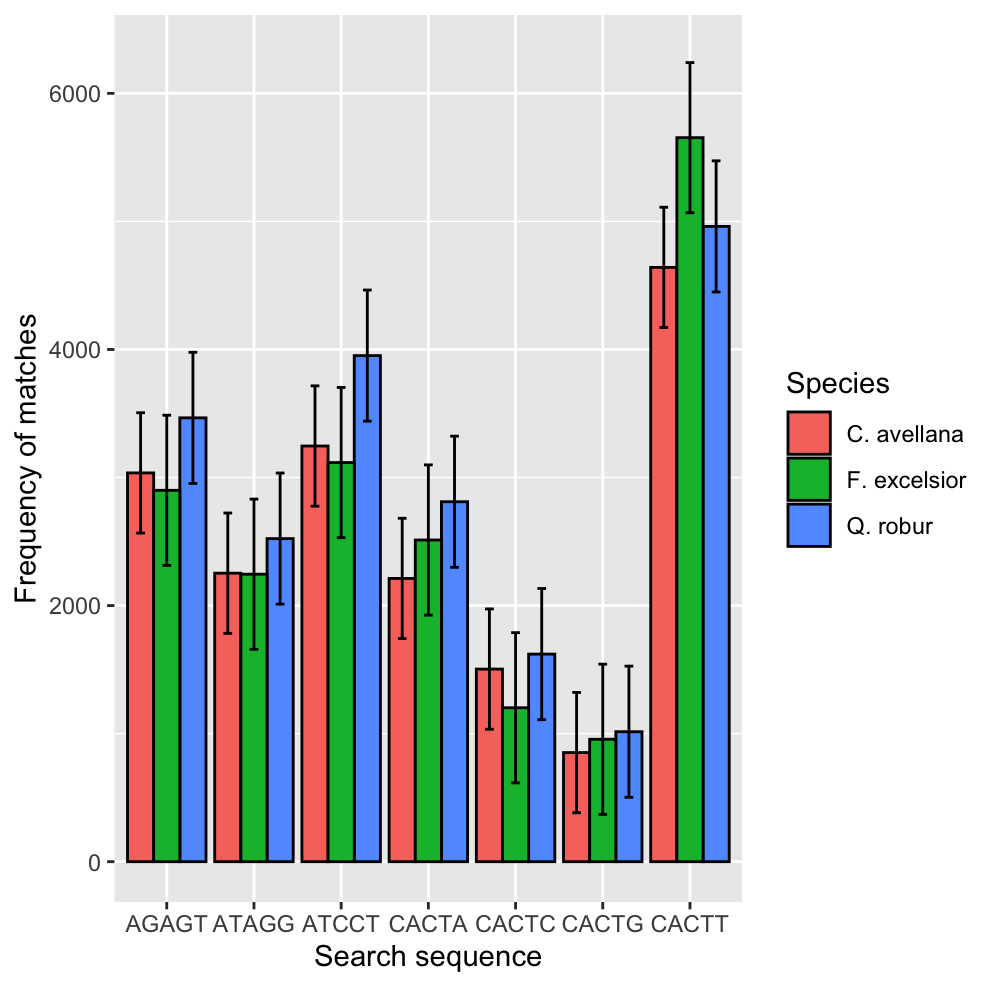 Frequency of matches
6000
4000
2000
0
AGAGT ATAGG ATCCT CACTA CACTC CACTG CACTT
Search sequence
Species
C. avellana
F. excelsior
Q. robur